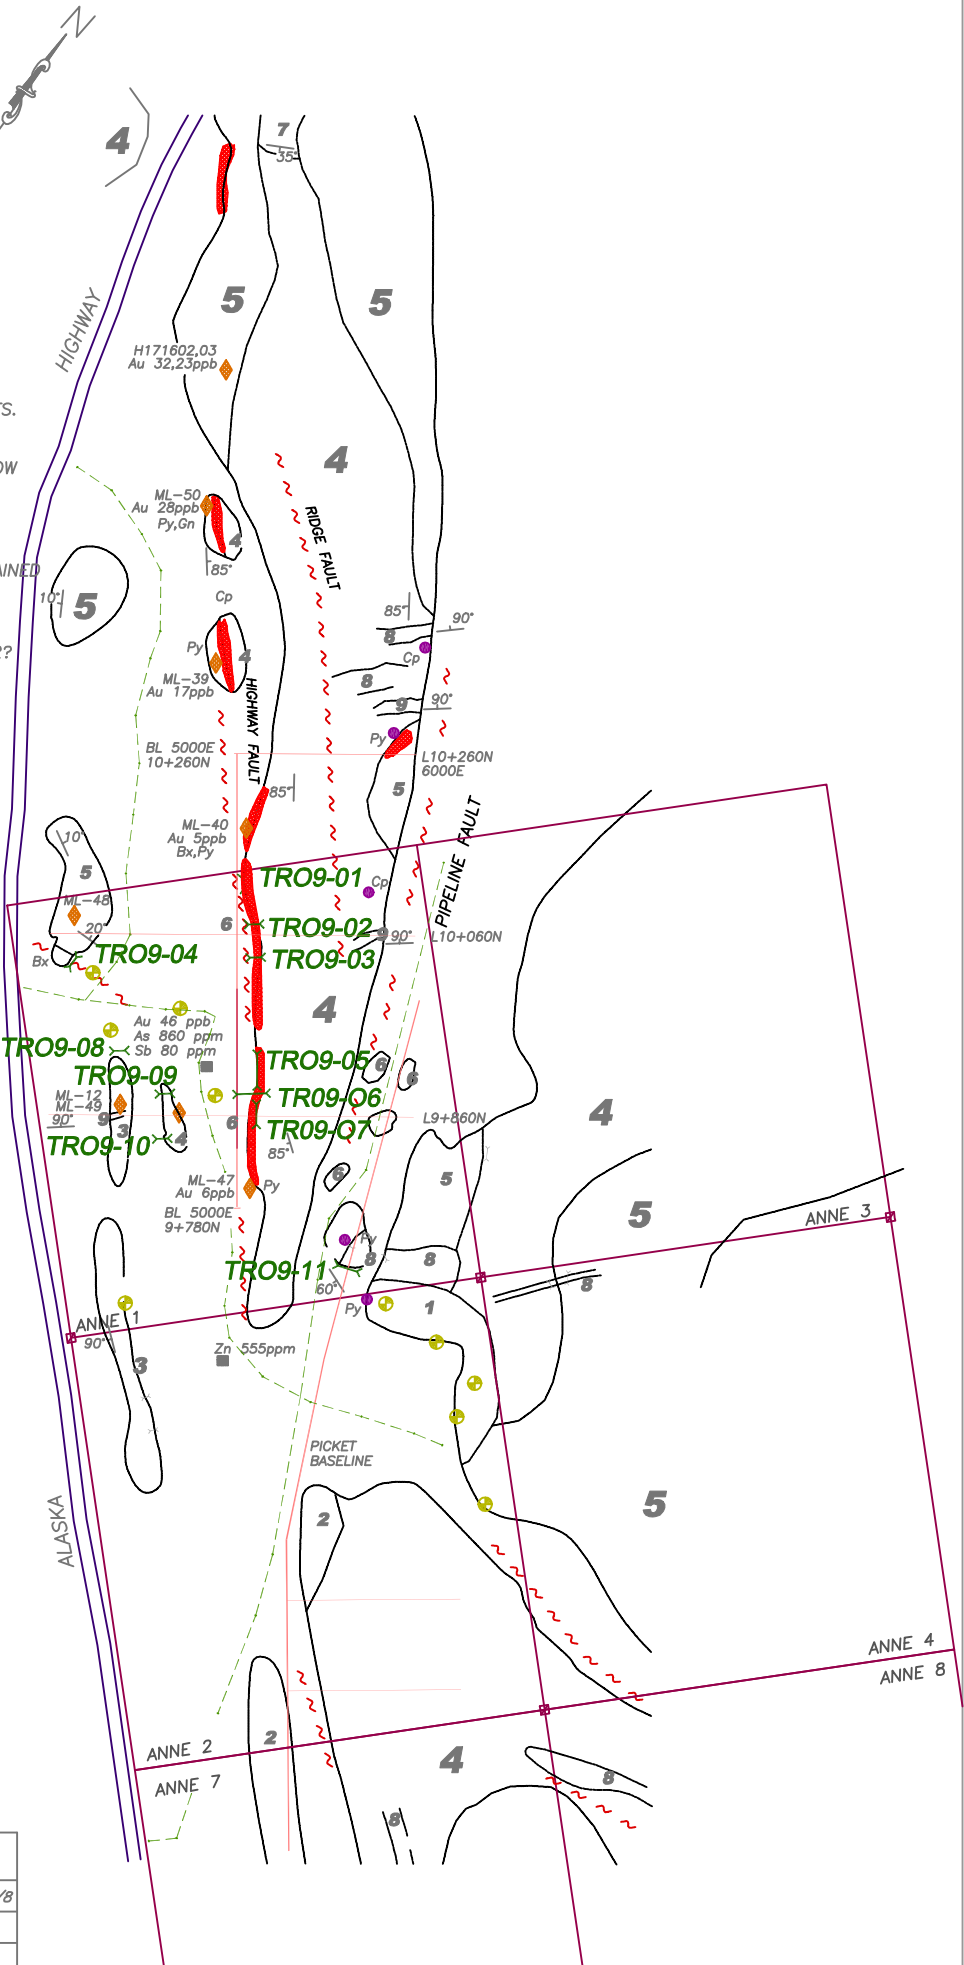 N
4
7
35°
HIGHWAY
5
5
H171602,03
Au 32,23ppb
TS.
OW
4
ML-50
Au 28ppb
Py,Gn
RIDGE FAULT
4
85°
AINED
10°
5
Cp
85°
90°
8
Py
4
Cp
ML-39
Au 17ppb
8
HIGHWAY FAULT
9
90°
Py
BL 5000E
10+260N
L10+260N
6000E
85°
5
PIPELINE FAULT
ML-40
Au 5ppb
Bx,Py
10°
5
TRO9-01
Cp
ML-48
20°
6
TRO9-02
9
90°
L10+060N
Bx
TRO9-04
TRO9-03
4
Au 46 ppb
As 860 ppm
Sb 80 ppm
TRO9-08
TRO9-05
6
6
TRO9-09
ML-12
ML-49
TR09-O6
90°
9
3
6
TR09-O7
L9+860N
4
TRO9-10
4
85°
ML-47
Au 6ppb
Py
6
5
BL 5000E
9+780N
5
ANNE 3
Py
8
8
TRO9-11
60°
8
Py
1
ANNE 1
90°
Zn 555ppm
3
PICKET
BASELINE
5
2
ALASKA
ANNE 4
ANNE 8
2
ANNE 2
4
ANNE 7
8
8
/8